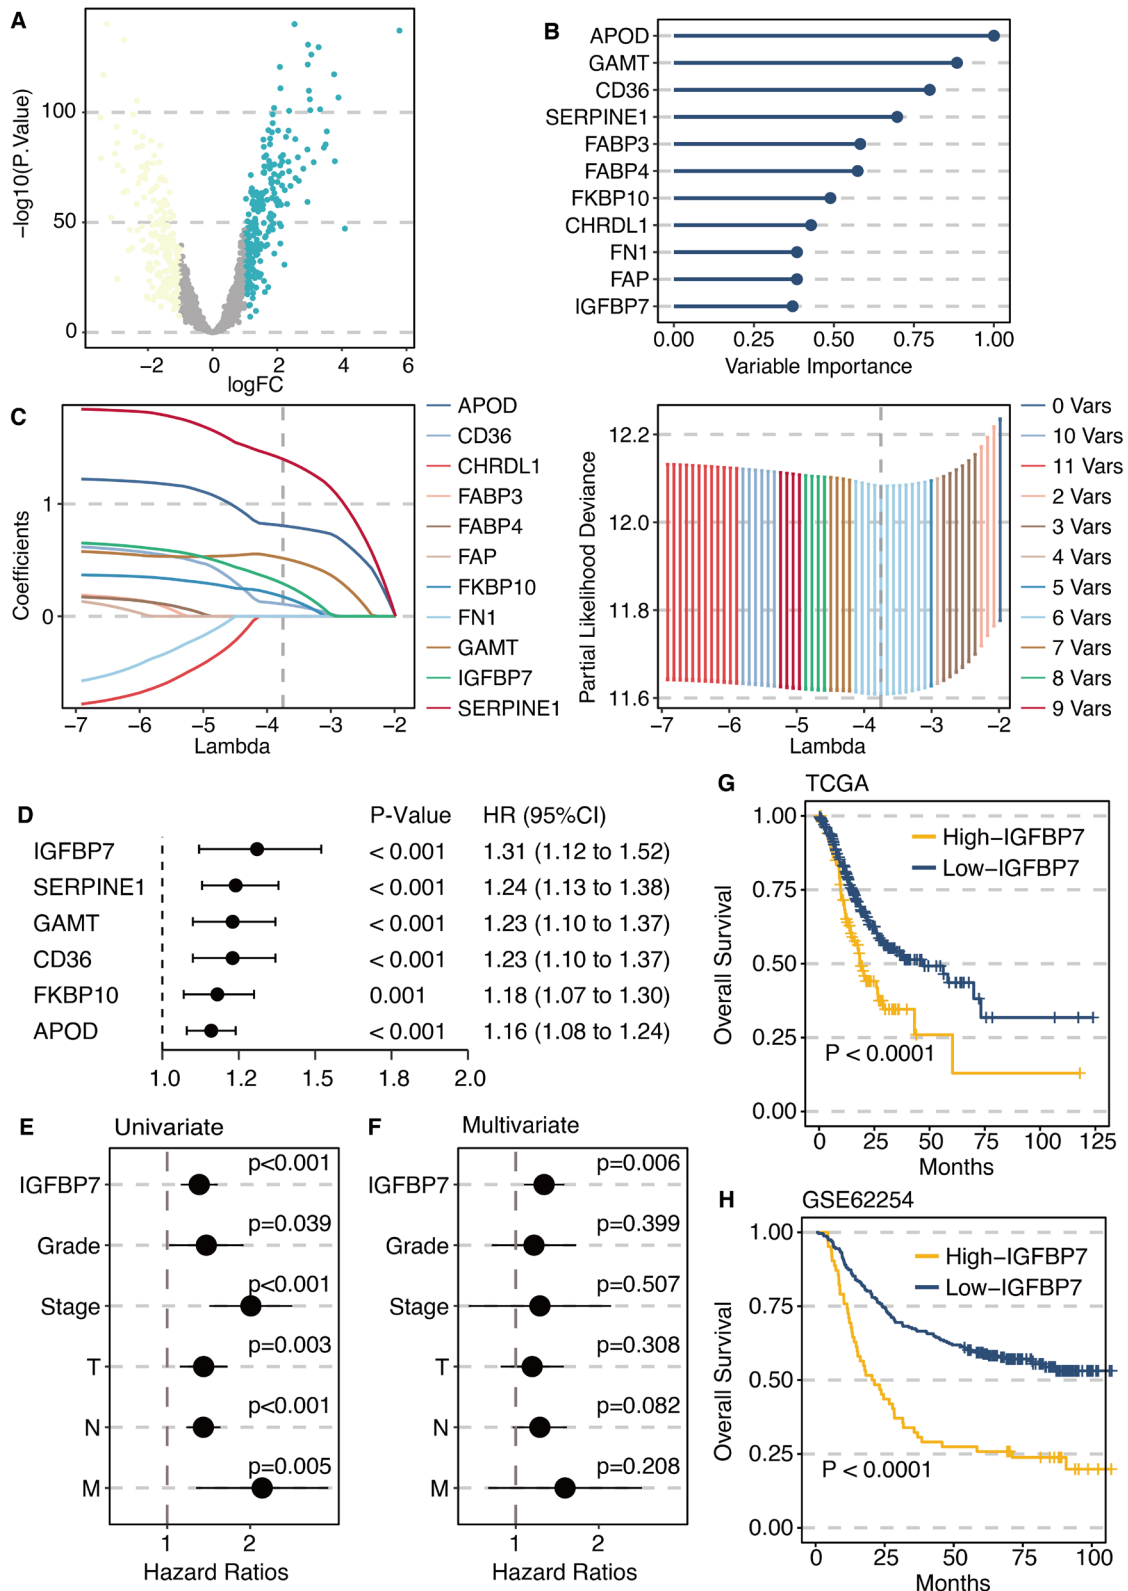 A
−log10(P.Value)
100
50
0
−2
0
2
4
6
logFC
B
APOD
GAMT
CD36
SERPINE1
FABP3
FABP4
FKBP10
CHRDL1
FN1
FAP
IGFBP7
0.00
0.25
0.50
0.75
1.00
Variable Importance
C
Coefficients
1
0
−7
−6
−5
−4
−3
−2
Lambda
APOD
CD36
CHRDL1
FABP3
FABP4
FAP
FKBP10
FN1
GAMT
IGFBP7
SERPINE1
Partial Likelihood Deviance
12.2
12.0
11.8
11.6
−7
−6
−5
−4
−3
−2
Lambda
0 Vars
10 Vars
11 Vars
2 Vars
3 Vars
4 Vars
5 Vars
6 Vars
7 Vars
8 Vars
9 Vars
D
P-Value HR (95%CI)
IGFBP7 < 0.001 1.31 (1.12 to 1.52)
SERPINE1 < 0.001 1.24 (1.13 to 1.38)
GAMT < 0.001 1.23 (1.10 to 1.37)
CD36 < 0.001 1.23 (1.10 to 1.37)
FKBP10 0.001 1.18 (1.07 to 1.30)
APOD < 0.001 1.16 (1.08 to 1.24)
1.0
1.2
1.5
1.8
2.0
E
Univariate
IGFBP7 p<0.001
Grade p=0.039
Stage p<0.001
T p=0.003
N p<0.001
M p=0.005
1
2
Hazard Ratios
F
Multivariate
IGFBP7 p=0.006
Grade p=0.399
Stage p=0.507
T p=0.308
N p=0.082
M p=0.208
1
2
Hazard Ratios
G
TCGA
Overall Survival
1.00
0.75
0.50
0.25
0.00
High−IGFBP7
Low−IGFBP7
P < 0.0001
0
25
50
75
100
125
Months
H
GSE62254
Overall Survival
1.00
0.75
0.50
0.25
0.00
High−IGFBP7
Low−IGFBP7
P < 0.0001
0
25
50
75
100
Months